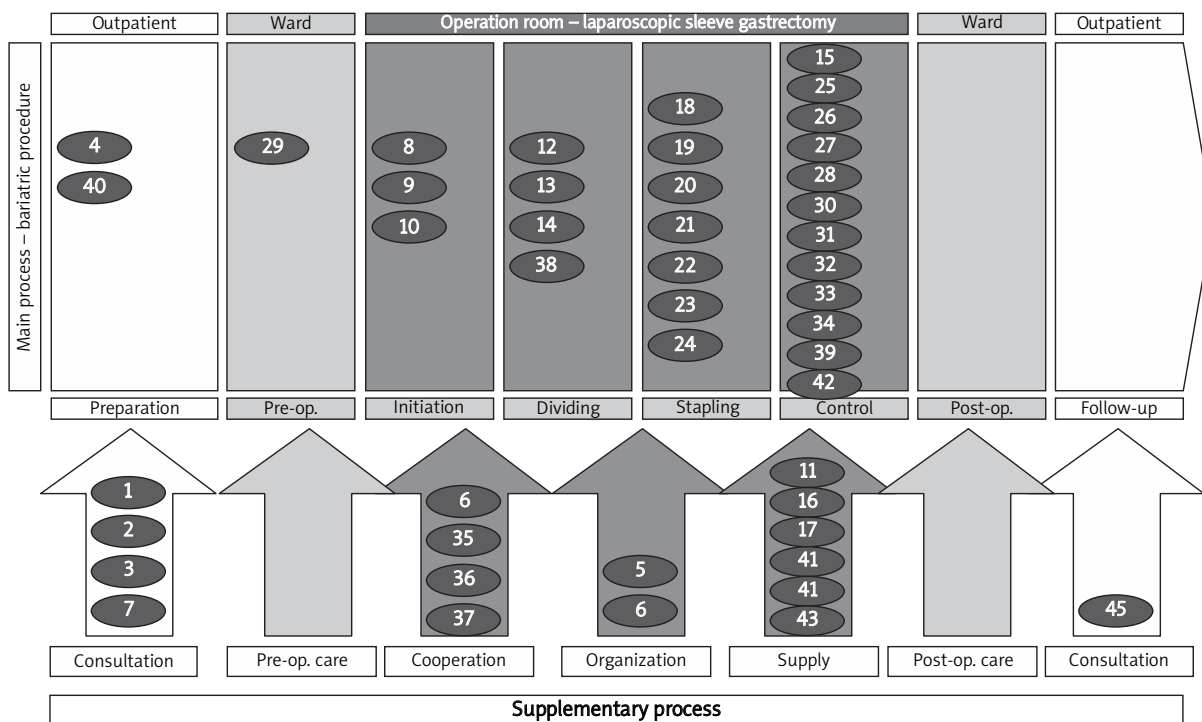 Outpatient
Ward
Operation room – laparoscopic sleeve gastrectomy
Ward
Outpatient
Main process – bariatric procedure
4
40
29
8
9
10
12
13
14
38
18
19
20
21
22
23
24
15
25
26
27
28
30
31
32
33
34
39
42
Preparation
Pre-op.
Initiation
Dividing
Stapling
Control
Post-op.
Follow-up
1
2
3
7
6
35
36
37
5
6
11
16
17
41
41
43
45
Consultation
Pre-op. care
Cooperation
Organization
Supply
Post-op. care
Consultation
Supplementary process